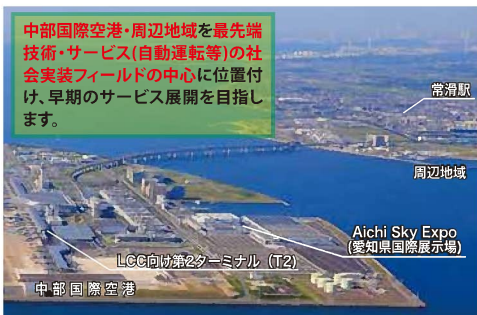 中部国際空港・周辺地域を最先端
技術・サービス(自動運転等)の社
会実装フィールドの中心に位置付
け、早期のサービス展開を目指し
ます。
常滑駅
周辺地域
Aichi Sky Expo
(愛知県国際展示場)
LCC向け第2ターミナル（T2）
中部国際空港